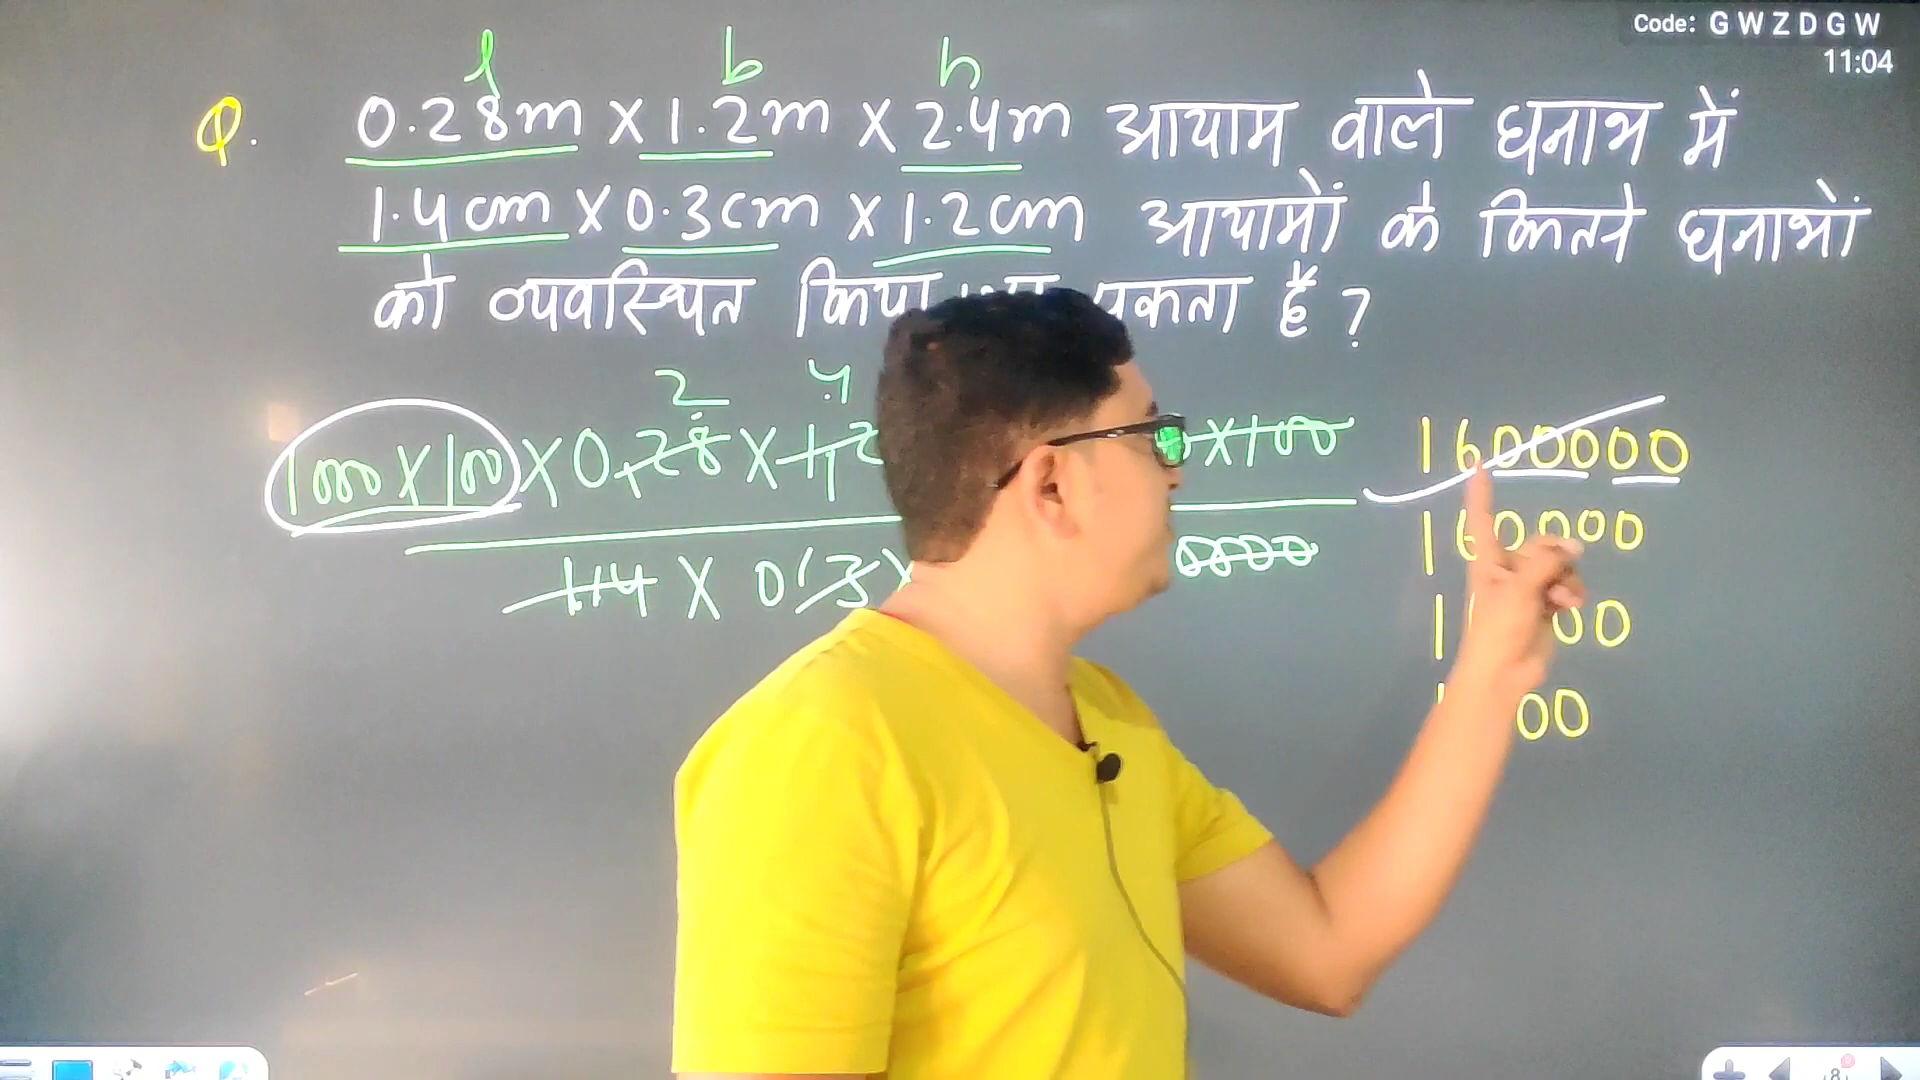 Code: G W Z D G W
11:04
l b h
Q. 0.28m x 1.2m x 2.4m आयाम वाले घनाभ में
1.4cm x 0.3cm x 1.2cm आयामों के कितने घनाभों
को व्यवस्थित किया सकता है ?
2 4
1000 x 100 x 0.28 x 1.2 x 100
1.4 x 0.3 x 0000
1600000
160000
00
00
8